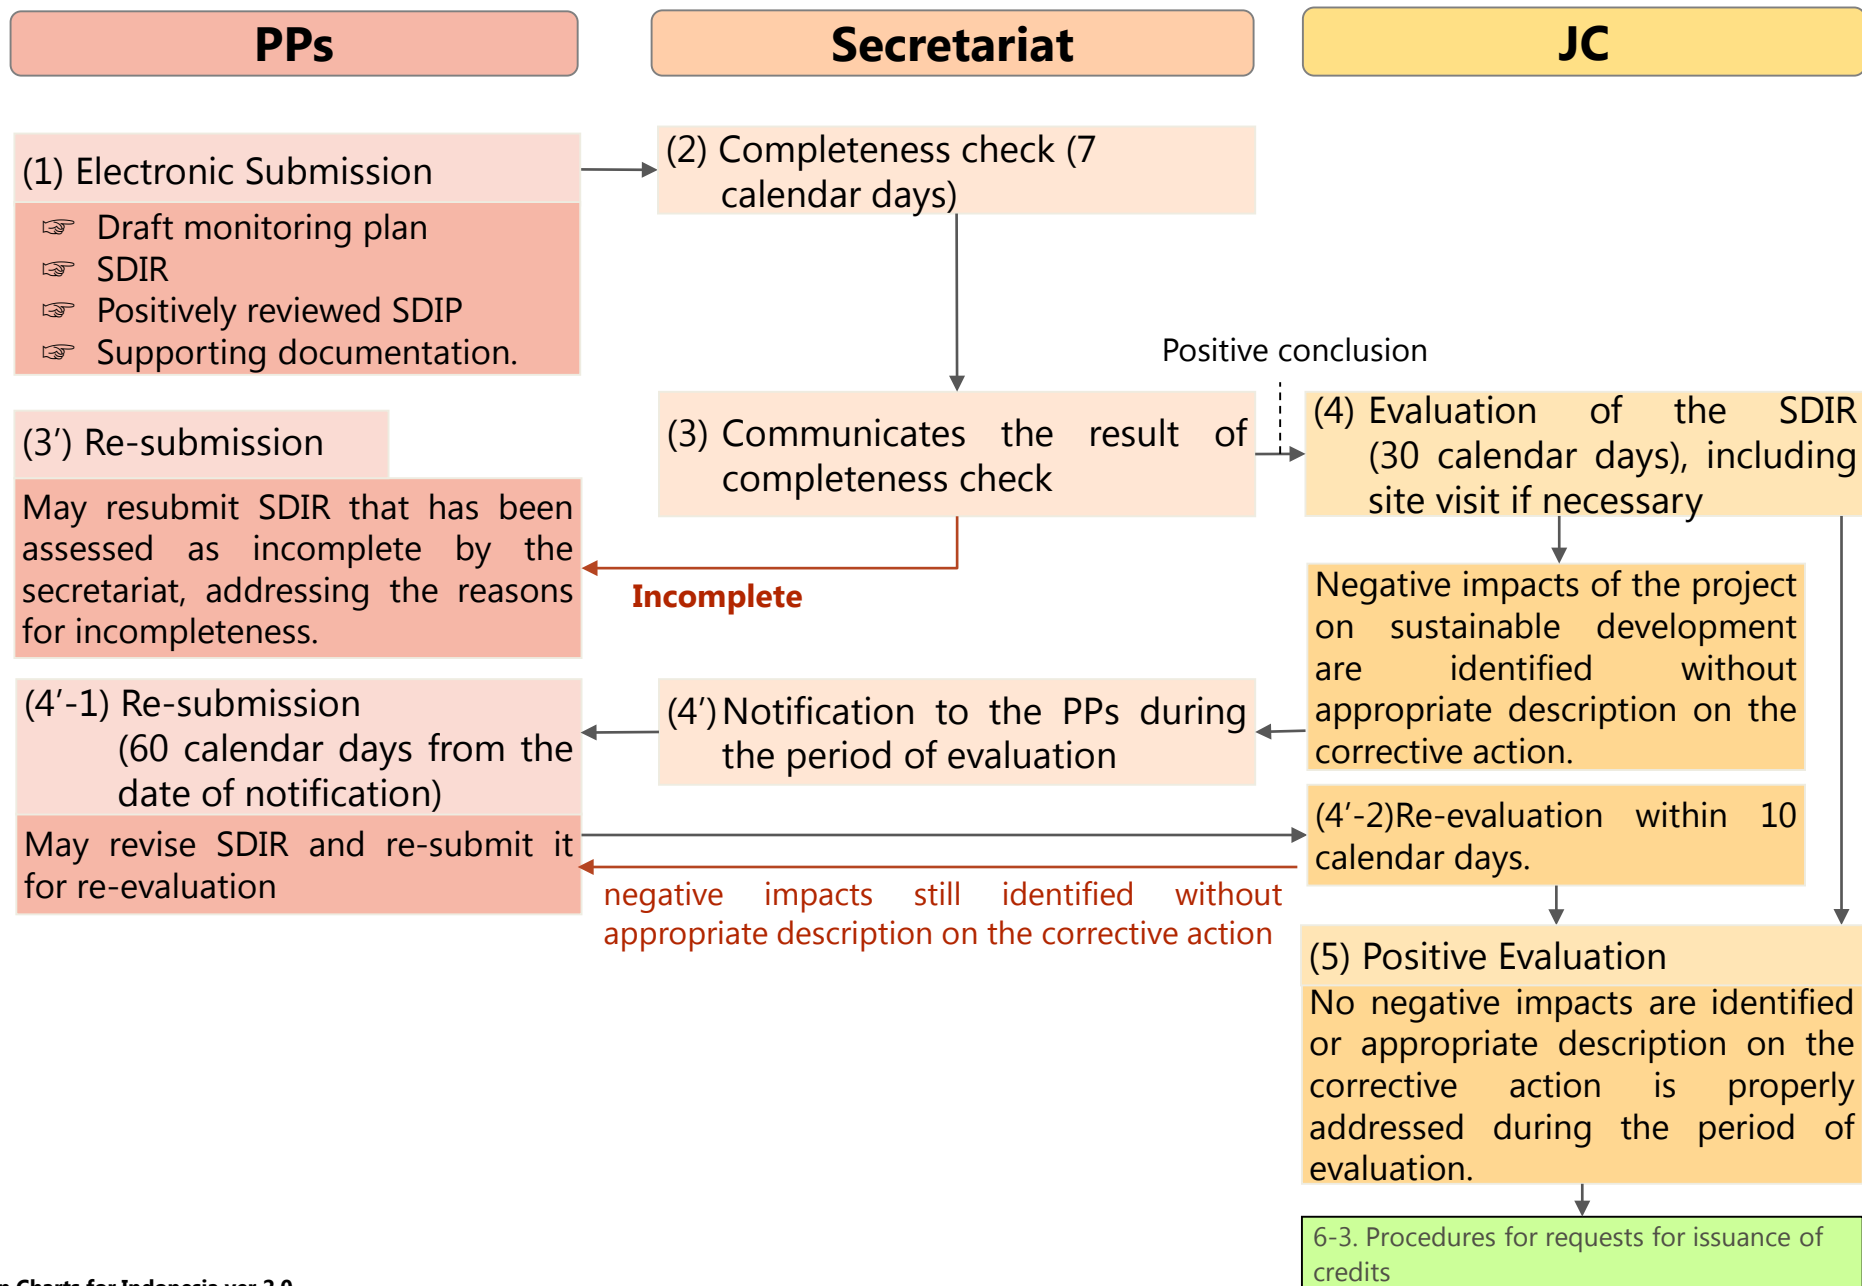 PPs
Secretariat
JC
(1) Electronic Submission
☞ Draft monitoring plan
☞ SDIR
☞ Positively reviewed SDIP
☞ Supporting documentation.
(2) Completeness check (7
calendar days)
Positive conclusion
(3') Re-submission
May resubmit SDIR that has been
assessed as incomplete by the
secretariat, addressing the reasons
for incompleteness.
(3) Communicates the result of
completeness check
Incomplete
(4) Evaluation of the SDIR
(30 calendar days), including
site visit if necessary
Negative impacts of the project
on sustainable development
are identified without
appropriate description on the
corrective action.
(4') Notification to the PPs during
the period of evaluation
(4'-1) Re-submission
(60 calendar days from the
date of notification)
May revise SDIR and re-submit it
for re-evaluation
(4'-2)Re-evaluation within 10
calendar days.
negative impacts still identified without
appropriate description on the corrective action
(5) Positive Evaluation
No negative impacts are identified
or appropriate description on the
corrective action is properly
addressed during the period of
evaluation.
6-3. Procedures for requests for issuance of
credits
Charts for Indonesia ver 2.0